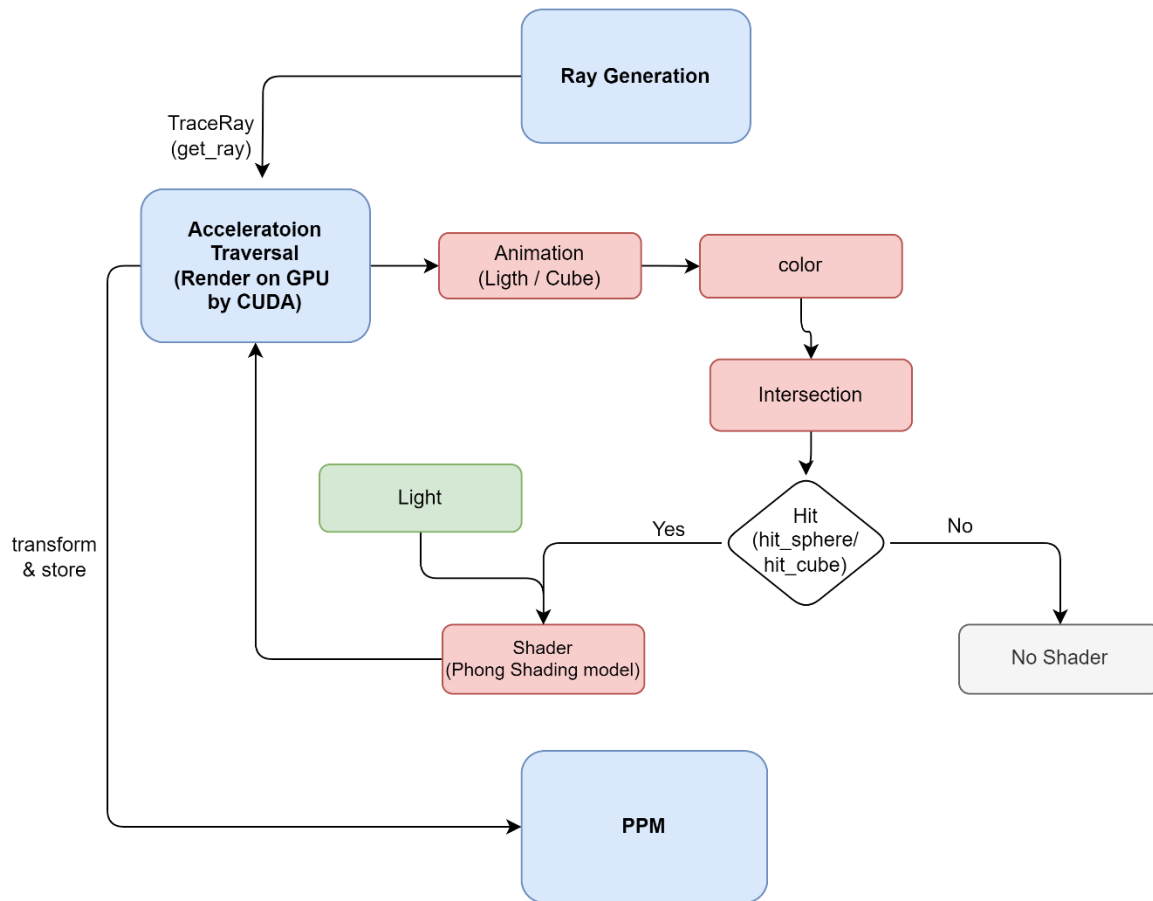 Ray Generation
TraceRay
(get_ray)
Acceleratoion
Traversal
(Render on GPU
by CUDA)
Animation
(Ligth / Cube)
color
Intersection
Light
Yes
Hit
(hit_sphere/
hit_cube)
No
transform
& store
Shader
(Phong Shading model)
No Shader
PPM